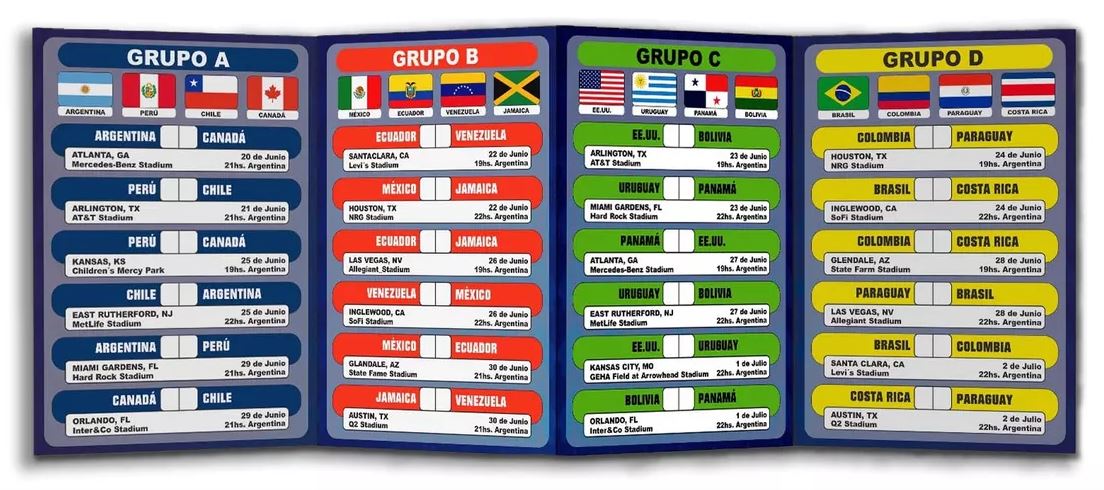 GRUPO A
ARGENTINA PERÚ CHILE CANADÁ
ARGENTINA CANADÁ
ATLANTA, GA 20 de Junio
Mercedes-Benz Stadium 21hs. Argentina
PERÚ CHILE
ARLINGTON, TX 21 de Junio
AT&T Stadium 21hs. Argentina
PERÚ CANADÁ
KANSAS, KS 25 de Junio
Children´s Mercy Park 19hs. Argentina
CHILE ARGENTINA
EAST RUTHERFORD, NJ 25 de Junio
MetLife Stadium 22hs. Argentina
ARGENTINA PERÚ
MIAMI GARDENS, FL 29 de Junio
Hard Rock Stadium 21hs. Argentina
CANADÁ CHILE
ORLANDO, FL 29 de Junio
Inter&Co Stadium 21hs. Argentina
GRUPO B
MÉXICO ECUADOR VENEZUELA JAMAICA
ECUADOR VENEZUELA
SANTACLARA, CA 22 de Junio
Levi´s Stadium 19hs. Argentina
MÉXICO JAMAICA
HOUSTON, TX 22 de Junio
NRG Stadium 22hs. Argentina
ECUADOR JAMAICA
LAS VEGAS, NV 26 de Junio
Allegiant Stadium 19hs. Argentina
VENEZUELA MÉXICO
INGLEWOOD, CA 26 de Junio
SoFi Stadium 22hs. Argentina
MÉXICO ECUADOR
GLANDALE, AZ 30 de Junio
State Fame Stadium 21hs. Argentina
JAMAICA VENEZUELA
AUSTIN, TX 30 de Junio
Q2 Stadium 21hs. Argentina
GRUPO C
EE.UU. URUGUAY PANAMÁ BOLIVIA
EE.UU. BOLIVIA
ARLINGTON, TX 23 de Junio
AT&T Stadium 19hs. Argentina
URUGUAY PANAMÁ
MIAMI GARDENS, FL 23 de Junio
Hard Rock Stadium 22hs. Argentina
PANAMÁ EE.UU.
ATLANTA, GA 27 de Junio
Mercedes-Benz Stadium 19hs. Argentina
URUGUAY BOLIVIA
EAST RUTHERFORD, NJ 27 de Junio
MetLife Stadium 22hs. Argentina
EE.UU. URUGUAY
KANSAS CITY, MO 1 de Julio
GEHA Field at Arrowhead Stadium 22hs. Argentina
BOLIVIA PANAMÁ
ORLANDO, FL 1 de Julio
Inter&Co Stadium 22hs. Argentina
GRUPO D
BRASIL COLOMBIA PARAGUAY COSTA RICA
COLOMBIA PARAGUAY
HOUSTON, TX 24 de Junio
NRG Stadium 19hs. Argentina
BRASIL COSTA RICA
INGLEWOOD, CA 24 de Junio
SoFi Stadium 22hs. Argentina
COLOMBIA COSTA RICA
GLENDALE, AZ 28 de Junio
State Farm Stadium 19hs. Argentina
PARAGUAY BRASIL
LAS VEGAS, NV 28 de Junio
Allegiant Stadium 22hs. Argentina
BRASIL COLOMBIA
SANTA CLARA, CA 2 de Julio
Levi´s Stadium 22hs. Argentina
COSTA RICA PARAGUAY
AUSTIN, TX 2 de Julio
Q2 Stadium 22hs. Argentina